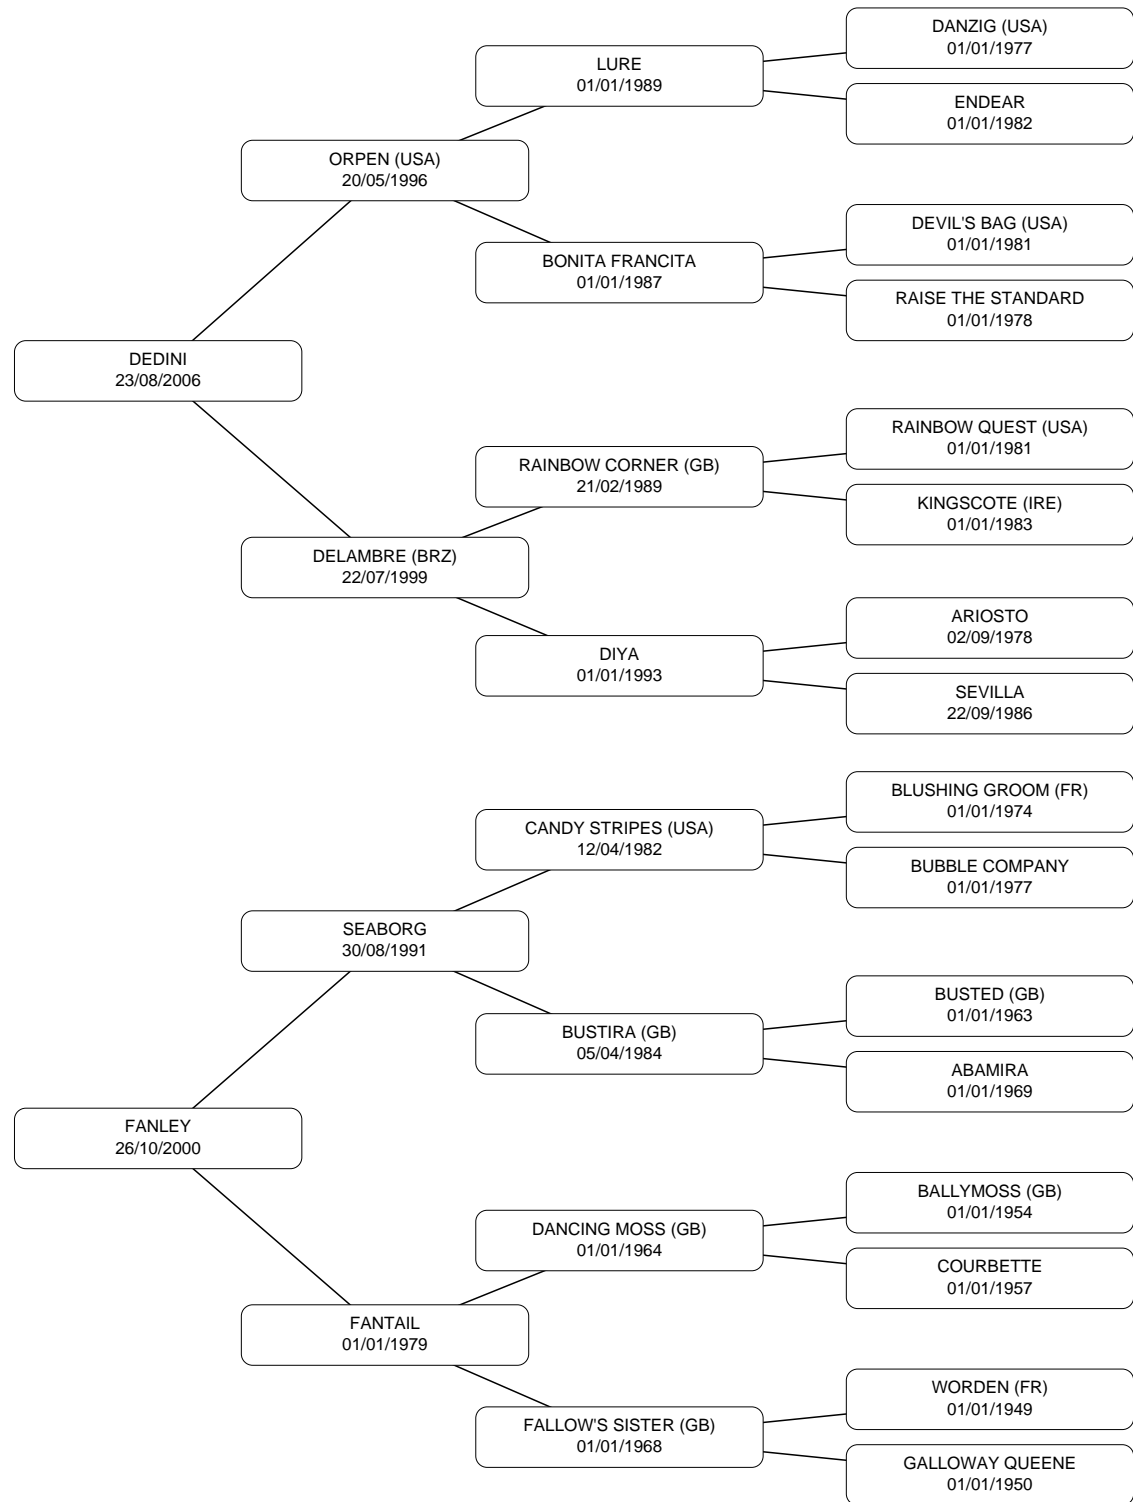 DANZIG (USA)
01/01/1977
LURE
01/01/1989
ENDEAR
01/01/1982
ORPEN (USA)
20/05/1996
DEVIL'S BAG (USA)
01/01/1981
BONITA FRANCITA
01/01/1987
RAISE THE STANDARD
01/01/1978
DEDINI
23/08/2006
RAINBOW QUEST (USA)
01/01/1981
RAINBOW CORNER (GB)
21/02/1989
KINGSCOTE (IRE)
01/01/1983
DELAMBRE (BRZ)
22/07/1999
ARIOSTO
02/09/1978
DIYA
01/01/1993
SEVILLA
22/09/1986
BLUSHING GROOM (FR)
01/01/1974
CANDY STRIPES (USA)
12/04/1982
BUBBLE COMPANY
01/01/1977
SEABORG
30/08/1991
BUSTED (GB)
01/01/1963
BUSTIRA (GB)
05/04/1984
ABAMIRA
01/01/1969
FANLEY
26/10/2000
BALLYMOSS (GB)
01/01/1954
DANCING MOSS (GB)
01/01/1964
COURBETTE
01/01/1957
FANTAIL
01/01/1979
WORDEN (FR)
01/01/1949
FALLOW'S SISTER (GB)
01/01/1968
GALLOWAY QUEENE
01/01/1950